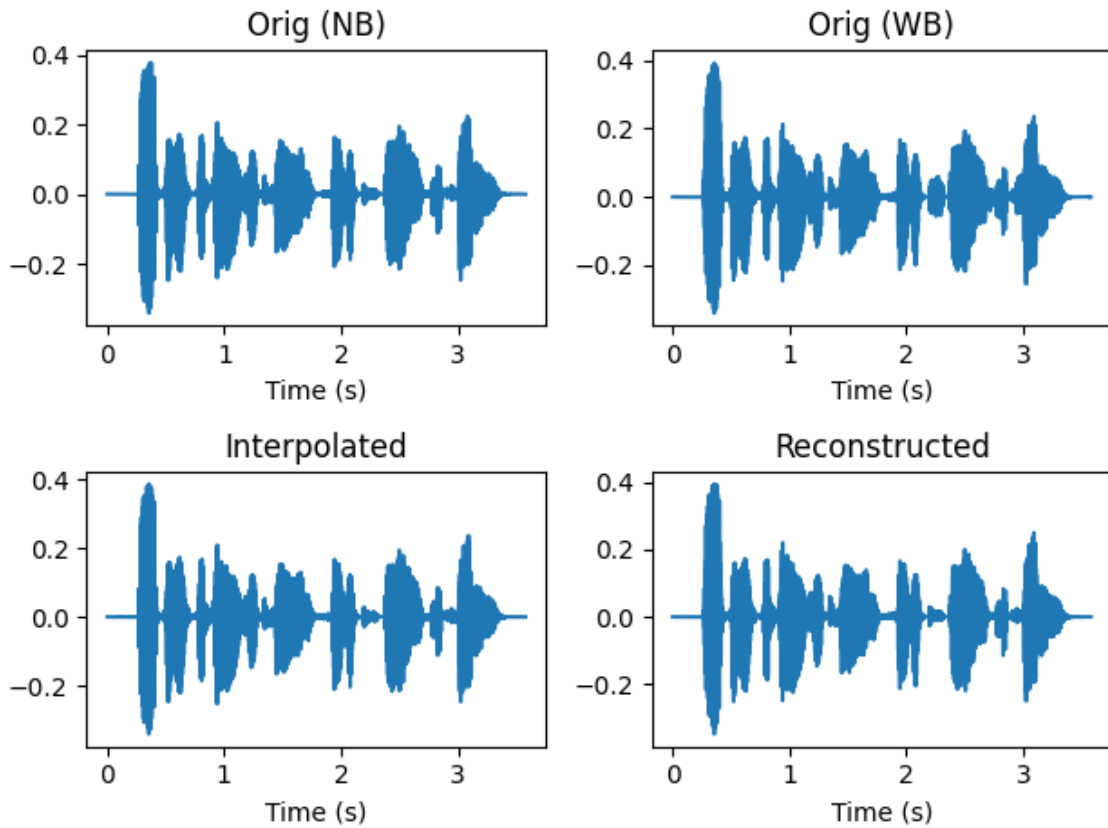 Orig (NB)
0.4
0.2
0.0
−0.2
0 1 2 3
Time (s)
Orig (WB)
0.4
0.2
0.0
−0.2
0 1 2 3
Time (s)
Interpolated
0.4
0.2
0.0
−0.2
0 1 2 3
Time (s)
Reconstructed
0.4
0.2
0.0
−0.2
0 1 2 3
Time (s)